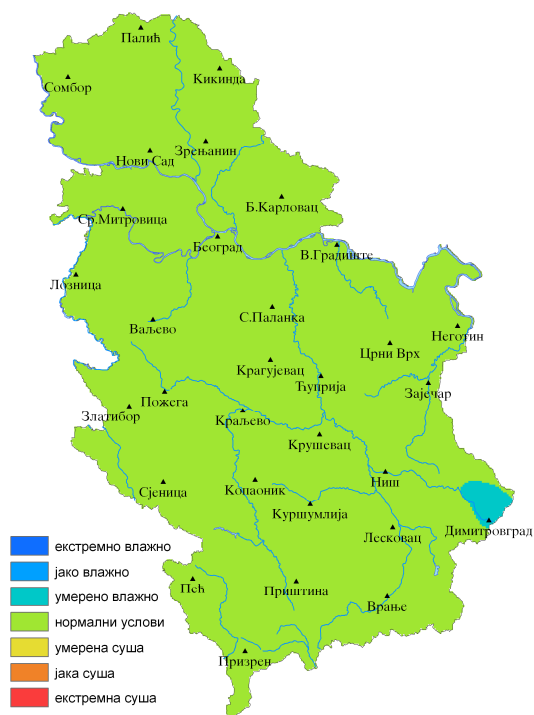 Палић
Сомбор
Кикинда
Зрењанин
Нови Сад
Б.Карловац
Ср.Митровица
Београд
В.Градиште
Лозница
С.Паланка
Ваљево
Неготин
Црни Врх
Крагујевац
Ћуприја
Зајечар
Пожега
Златибор
Краљево
Крушевац
Ниш
Сјеница
Копаоник
Куршумлија
Димитровград
Лесковац
Пећ
Приштина
Врање
Призрен
екстремно влажно
јако влажно
умерено влажно
нормални услови
умерена суша
јака суша
екстремна суша